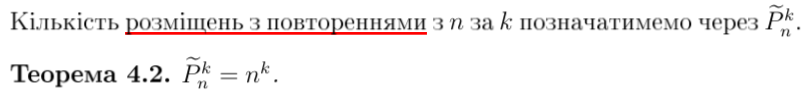 Кількість розміщень з повтореннями з n за k позначатимемо через P̃ₙᵏ.
Теорема 4.2. P̃ₙᵏ = nᵏ.